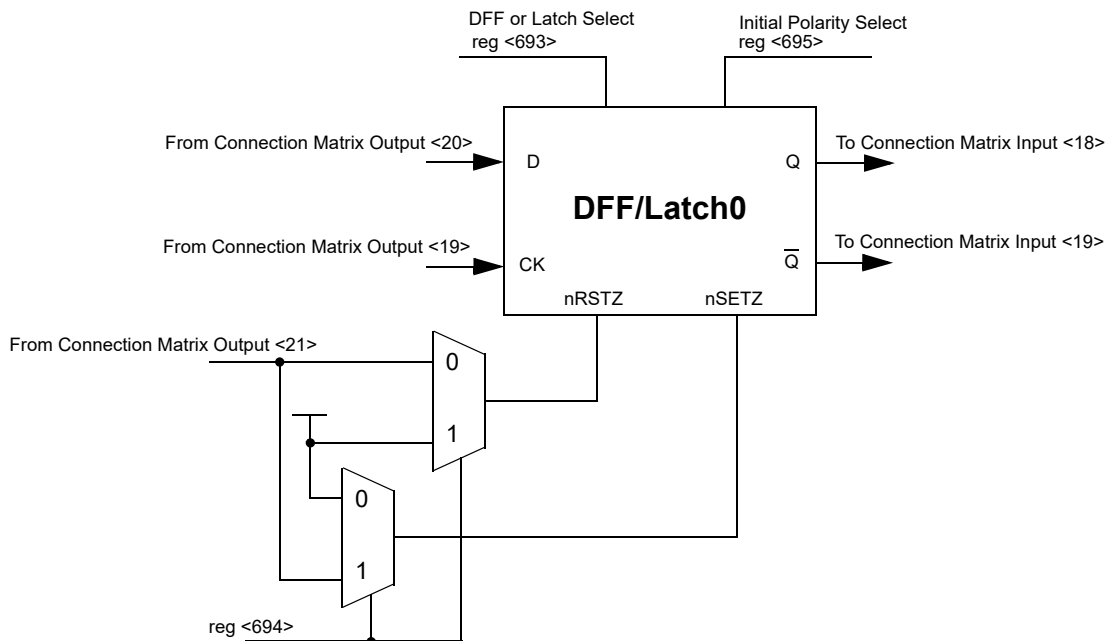 DFF or Latch Select
reg <693>
Initial Polarity Select
reg <695>
From Connection Matrix Output <20>
D
Q
To Connection Matrix Input <18>
DFF/Latch0
From Connection Matrix Output <19>
CK
Q̅
To Connection Matrix Input <19>
nRSTZ
nSETZ
From Connection Matrix Output <21>
0
1
0
1
reg <694>